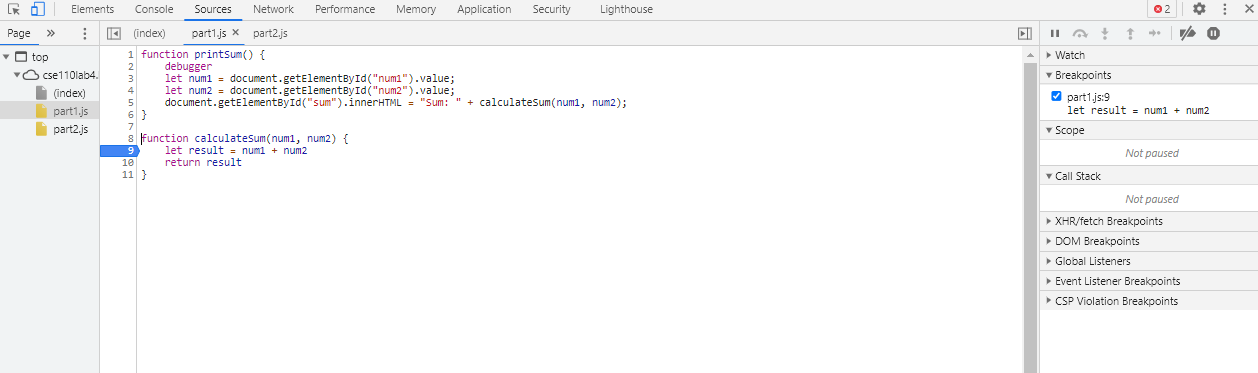 Elements Console Sources Network Performance Memory Application Security Lighthouse 2
Page (index) part1.js part2.js
top
cse110lab4.
(index)
part1.js
part2.js
1 function printSum() {
2 debugger
3 let num1 = document.getElementById("num1").value;
4 let num2 = document.getElementById("num2").value;
5 document.getElementById("sum").innerHTML = "Sum: " + calculateSum(num1, num2);
6 }
7
8 function calculateSum(num1, num2) {
9 let result = num1 + num2
10 return result
11 }
Watch
Breakpoints
part1.js:9
let result = num1 + num2
Scope
Not paused
Call Stack
Not paused
XHR/fetch Breakpoints
DOM Breakpoints
Global Listeners
Event Listener Breakpoints
CSP Violation Breakpoints